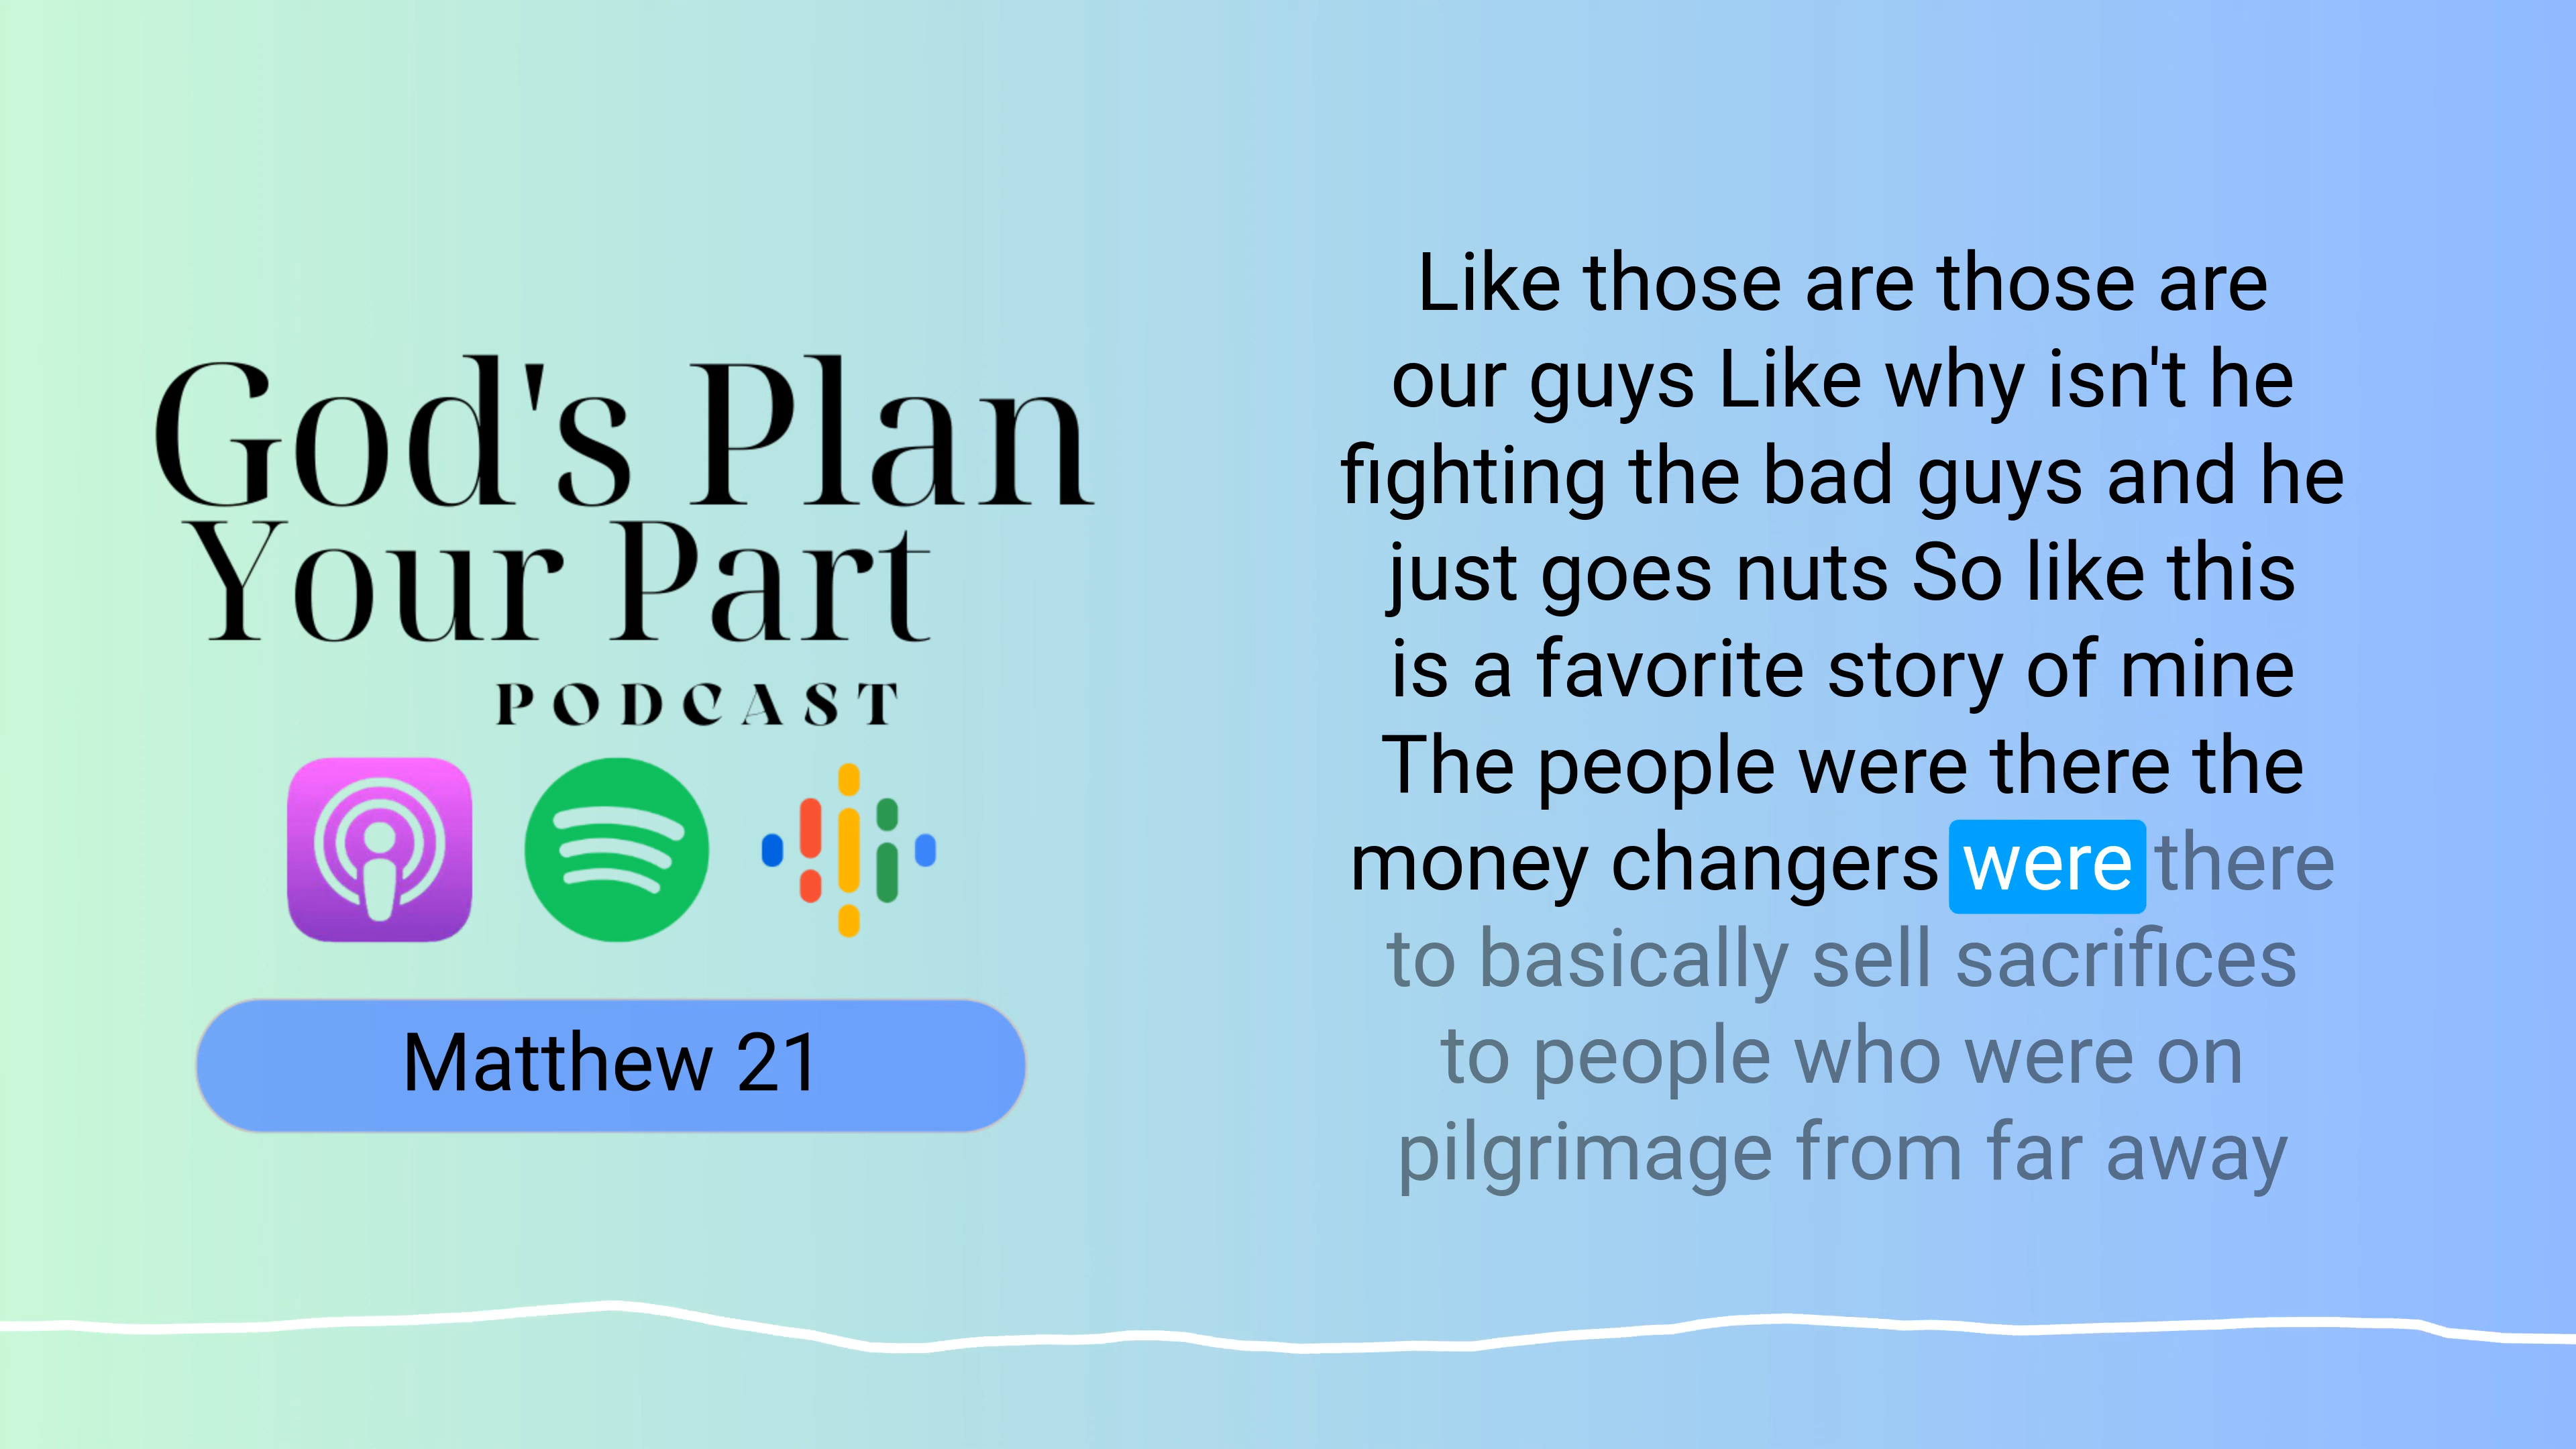 God's Plan
Your Part
PODCAST
Matthew 21
Like those are those are
our guys Like why isn't he
fighting the bad guys and he
just goes nuts So like this
is a favorite story of mine
The people were there the
money changers were there
to basically sell sacrifices
to people who were on
pilgrimage from far away